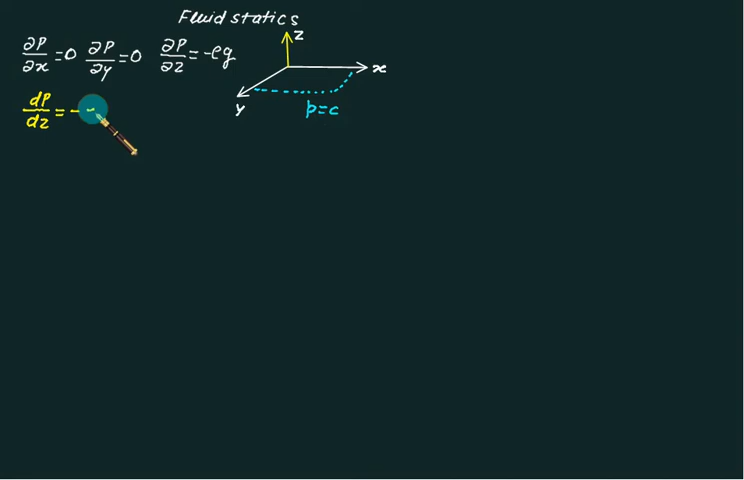 Fluid statics
∂P/∂x = 0 ∂P/∂y = 0 ∂P/∂z = -ρg
z
x
y
p = c
dP/dz = -